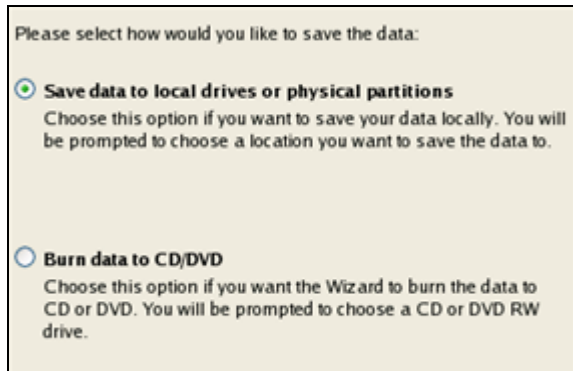 Please select how would you like to save the data:
Save data to local drives or physical partitions
Choose this option if you want to save your data locally. You will
be prompted to choose a location you want to save the data to.
Burn data to CD/DVD
Choose this option if you want the Wizard to burn the data to
CD or DVD. You will be prompted to choose a CD or DVD RW
drive.